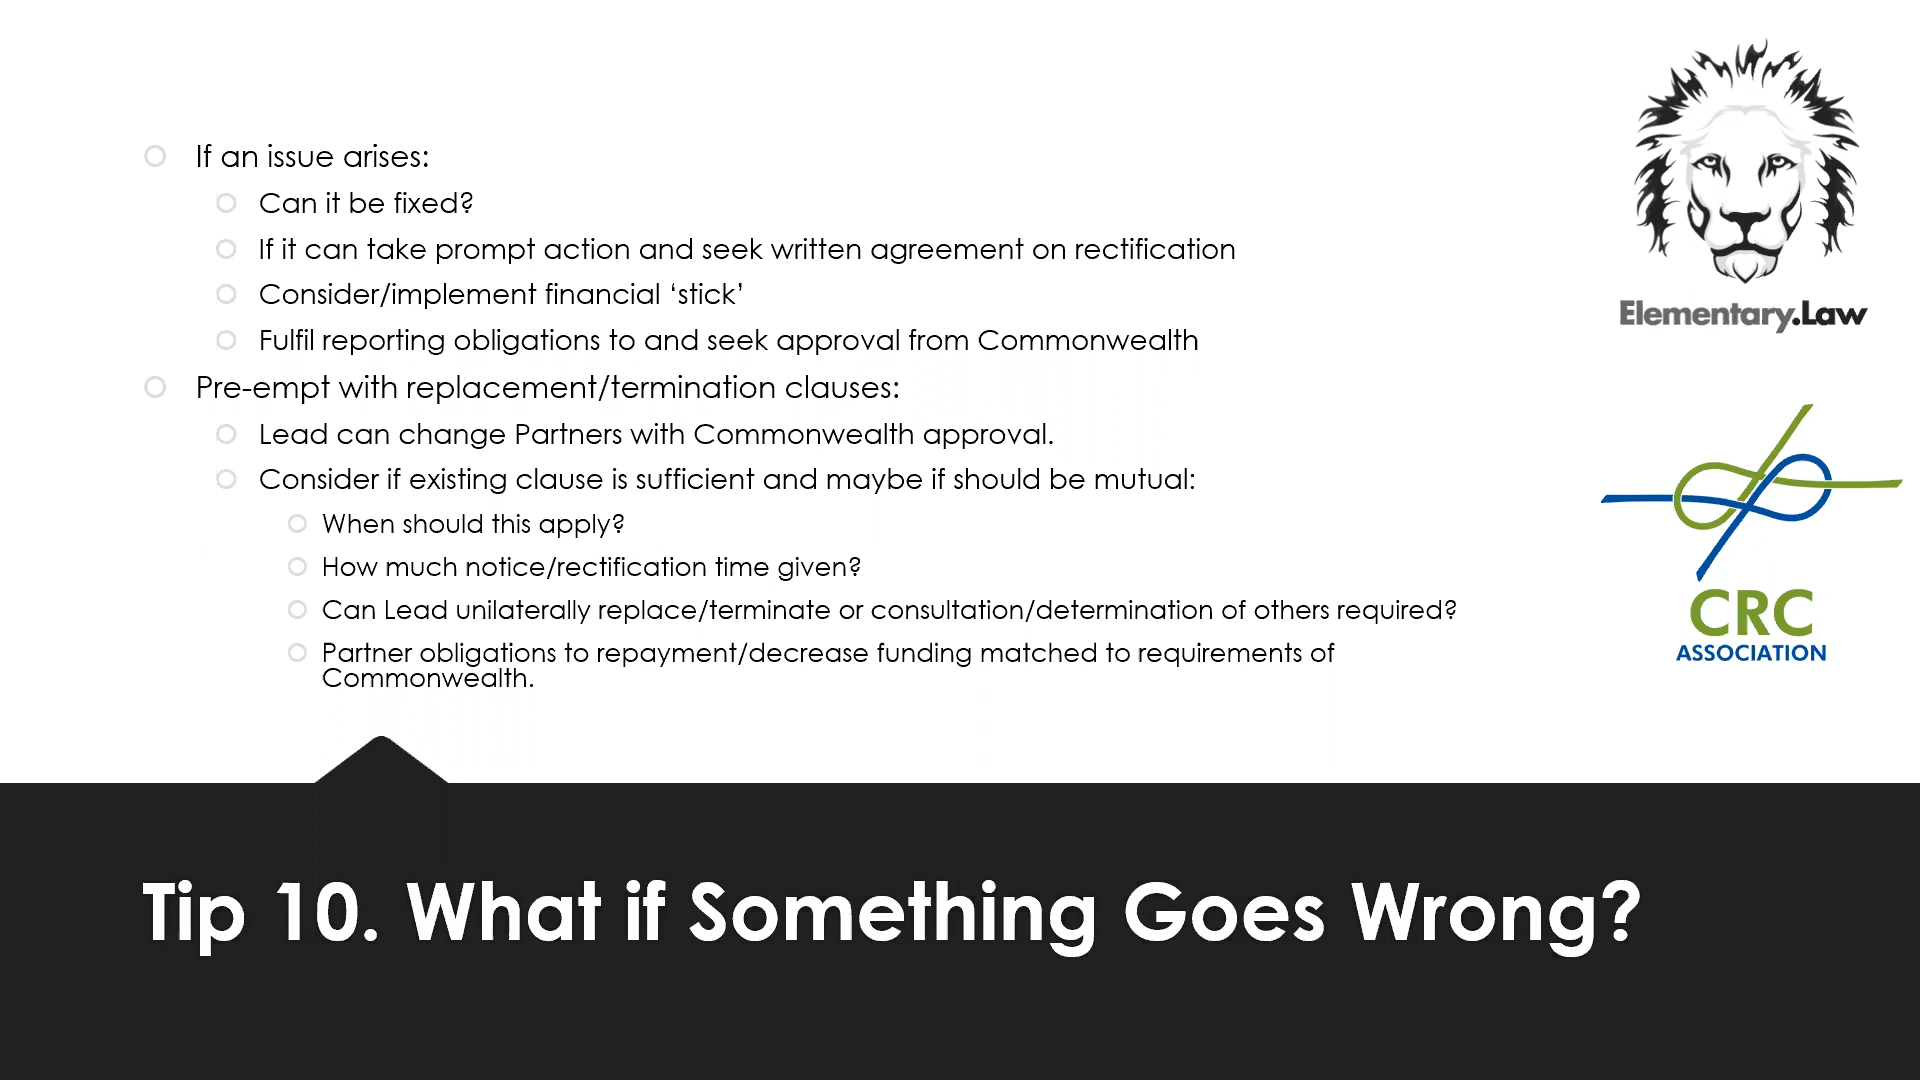 If an issue arises:
Can it be fixed?
If it can take prompt action and seek written agreement on rectification
Consider/implement financial ‘stick’
Fulfil reporting obligations to and seek approval from Commonwealth
Pre-empt with replacement/termination clauses:
Lead can change Partners with Commonwealth approval.
Consider if existing clause is sufficient and maybe if should be mutual:
When should this apply?
How much notice/rectification time given?
Can Lead unilaterally replace/terminate or consultation/determination of others required?
Partner obligations to repayment/decrease funding matched to requirements of
Commonwealth.
Elementary.Law
CRC
ASSOCIATION
Tip 10. What if Something Goes Wrong?